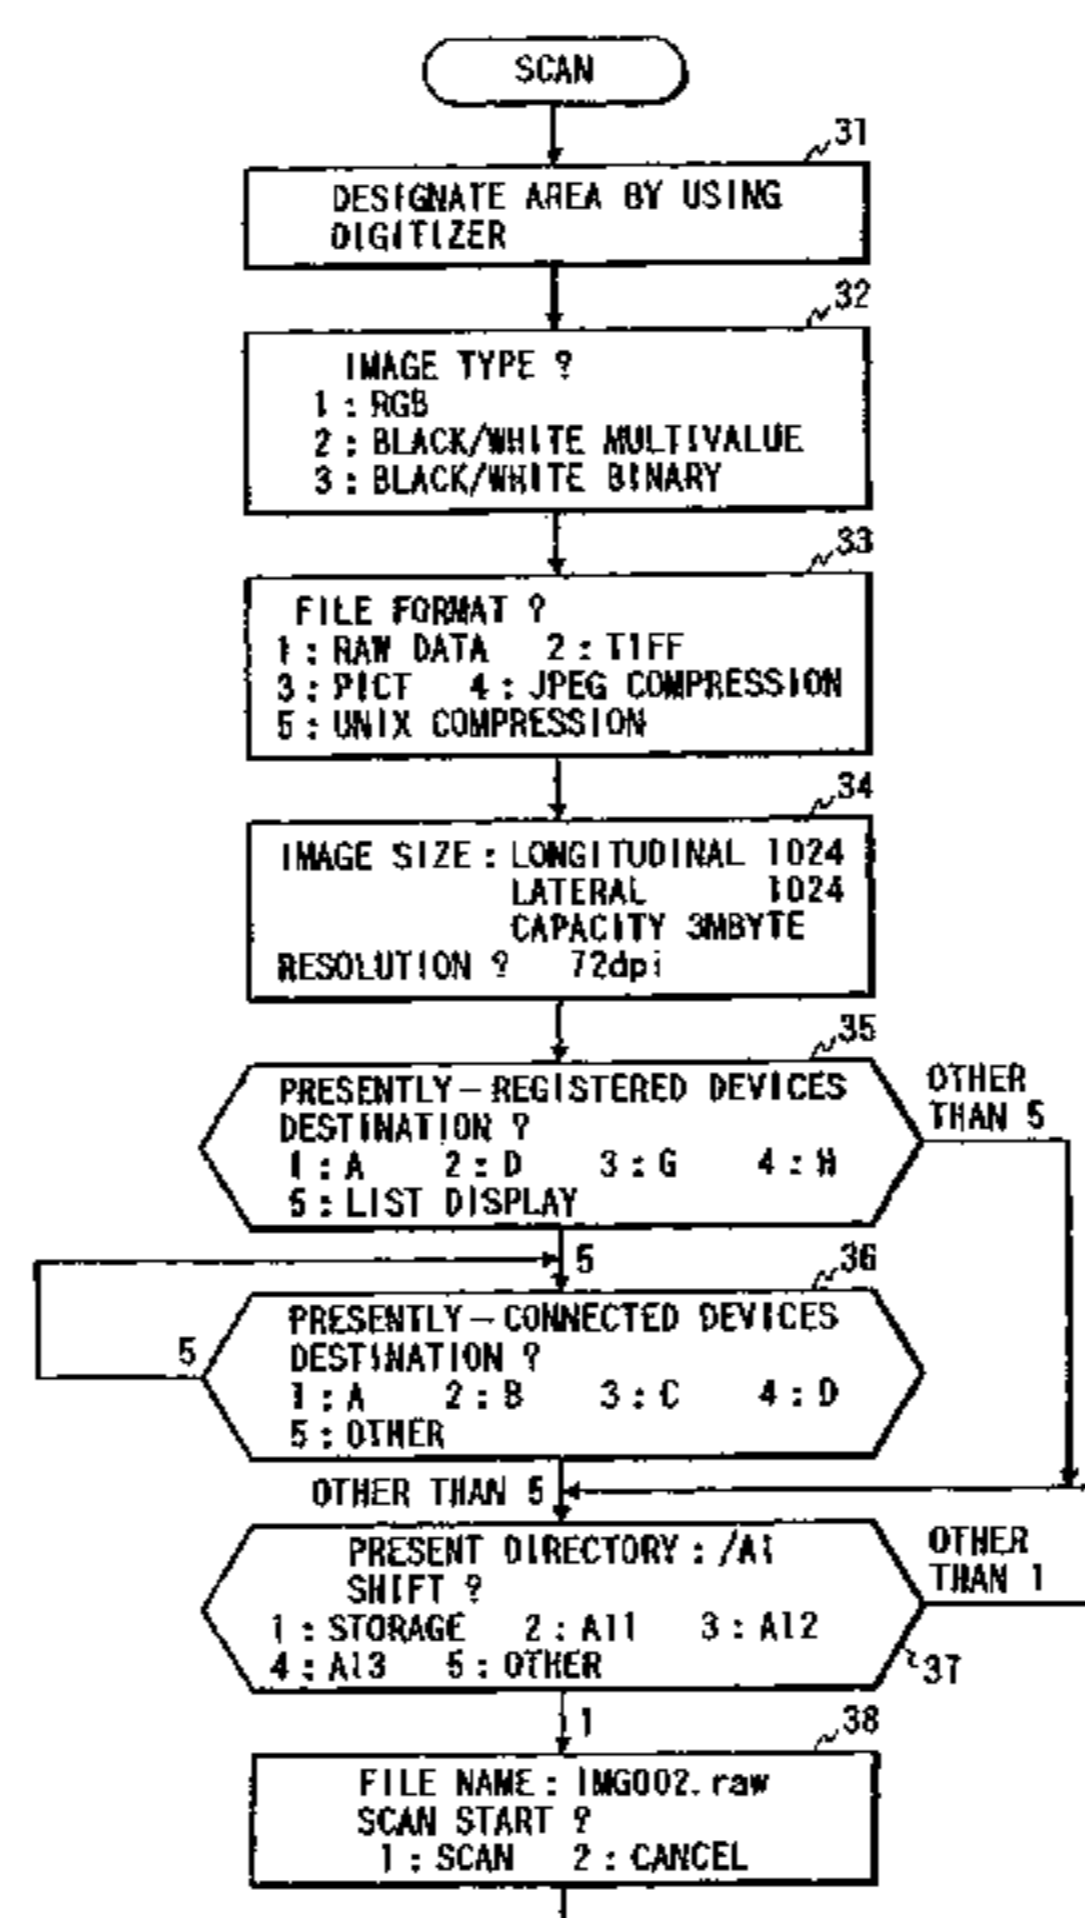 SCAN
31
DESIGNATE AREA BY USING
DIGITIZER
32
IMAGE TYPE ?
1 : RGB
2 : BLACK/WHITE MULTIVALUE
3 : BLACK/WHITE BINARY
33
FILE FORMAT ?
1 : RAW DATA 2 : TIFF
3 : PICT 4 : JPEG COMPRESSION
5 : UNIX COMPRESSION
34
IMAGE SIZE : LONGITUDINAL 1024
LATERAL 1024
CAPACITY 3MBYTE
RESOLUTION ? 72dpi
35
PRESENTLY-REGISTERED DEVICES
DESTINATION ?
1 : A 2 : D 3 : G 4 : H
5 : LIST DISPLAY
OTHER
THAN 5
5
36
PRESENTLY-CONNECTED DEVICES
DESTINATION ?
1 : A 2 : B 3 : C 4 : D
5 : OTHER
5
OTHER THAN 5
PRESENT DIRECTORY : /A1
SHIFT ?
1 : STORAGE 2 : A11 3 : A12
4 : A13 5 : OTHER
OTHER
THAN 1
37
1
38
FILE NAME : IMG002.raw
SCAN START ?
1 : SCAN 2 : CANCEL